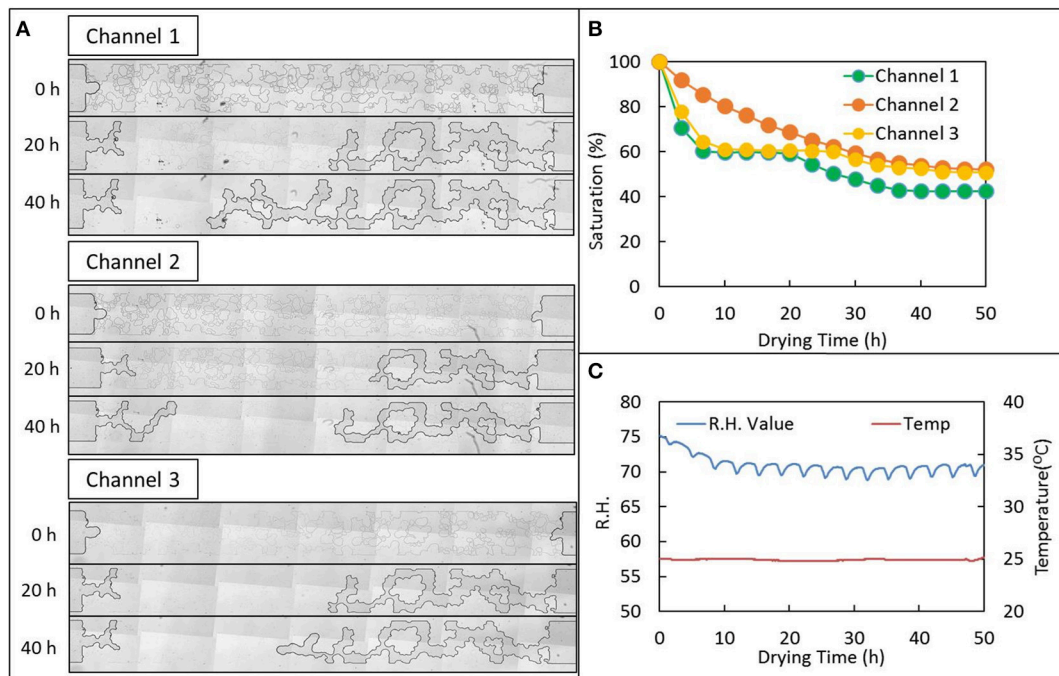 A
Channel 1
0 h
20 h
40 h
Channel 2
0 h
20 h
40 h
Channel 3
0 h
20 h
40 h
B
100
80
60
40
20
0
Saturation (%)
Channel 1
Channel 2
Channel 3
0 10 20 30 40 50
Drying Time (h)
C
80
75
70
65
60
55
50
R.H.
R.H. Value
Temp
40
35
30
25
20
Temperature(°C)
0 10 20 30 40 50
Drying Time (h)